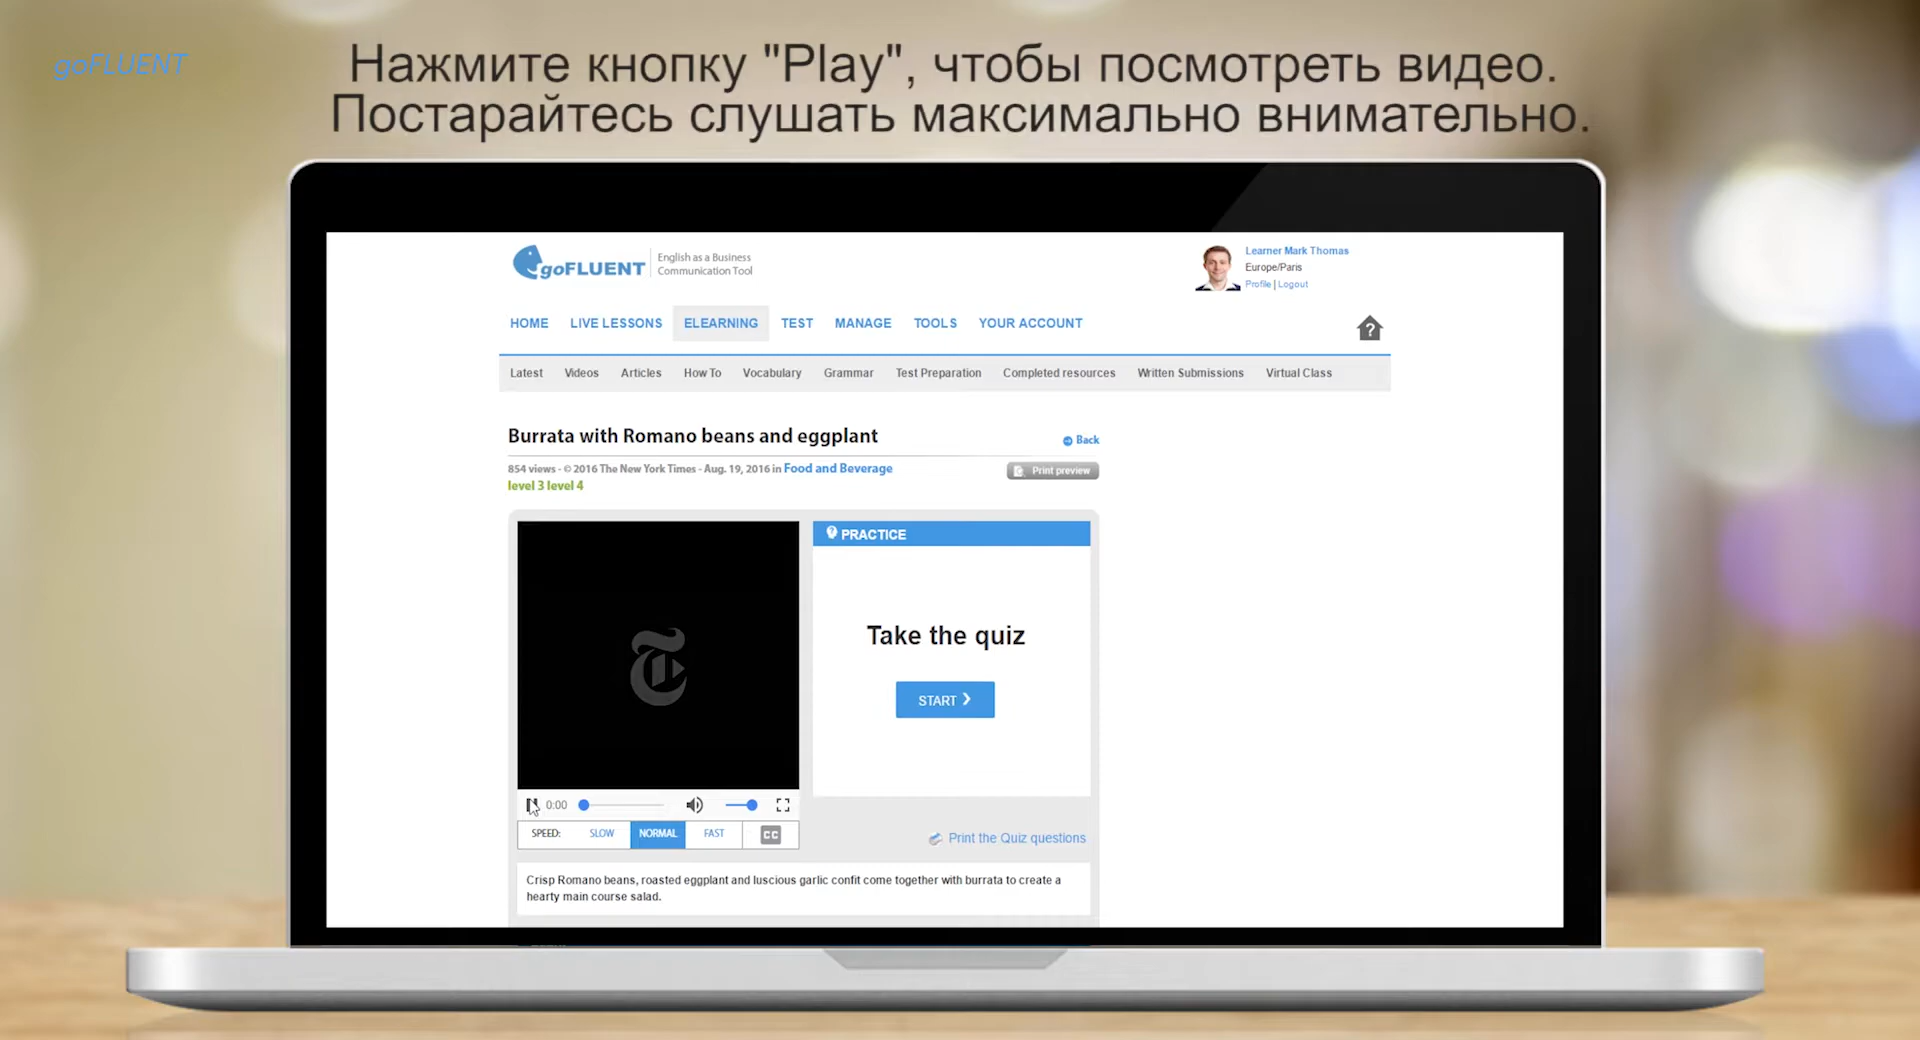 goFLUENT
Нажмите кнопку "Play", чтобы посмотреть видео.
Постарайтесь слушать максимально внимательно.
goFLUENT
English as a Business
Communication Tool
Learner Mark Thomas
Europe/Paris
Profile | Logout
HOME LIVE LESSONS ELEARNING TEST MANAGE TOOLS YOUR ACCOUNT
Latest Videos Articles How To Vocabulary Grammar Test Preparation Completed resources Written Submissions Virtual Class
Burrata with Romano beans and eggplant
Back
854 views - © 2016 The New York Times - Aug. 19, 2016 in Food and Beverage
Print preview
level 3 level 4
PRACTICE
Take the quiz
START
0:00
SPEED: SLOW NORMAL FAST CC
Print the Quiz questions
Crisp Romano beans, roasted eggplant and luscious garlic confit come together with burrata to create a
hearty main course salad.